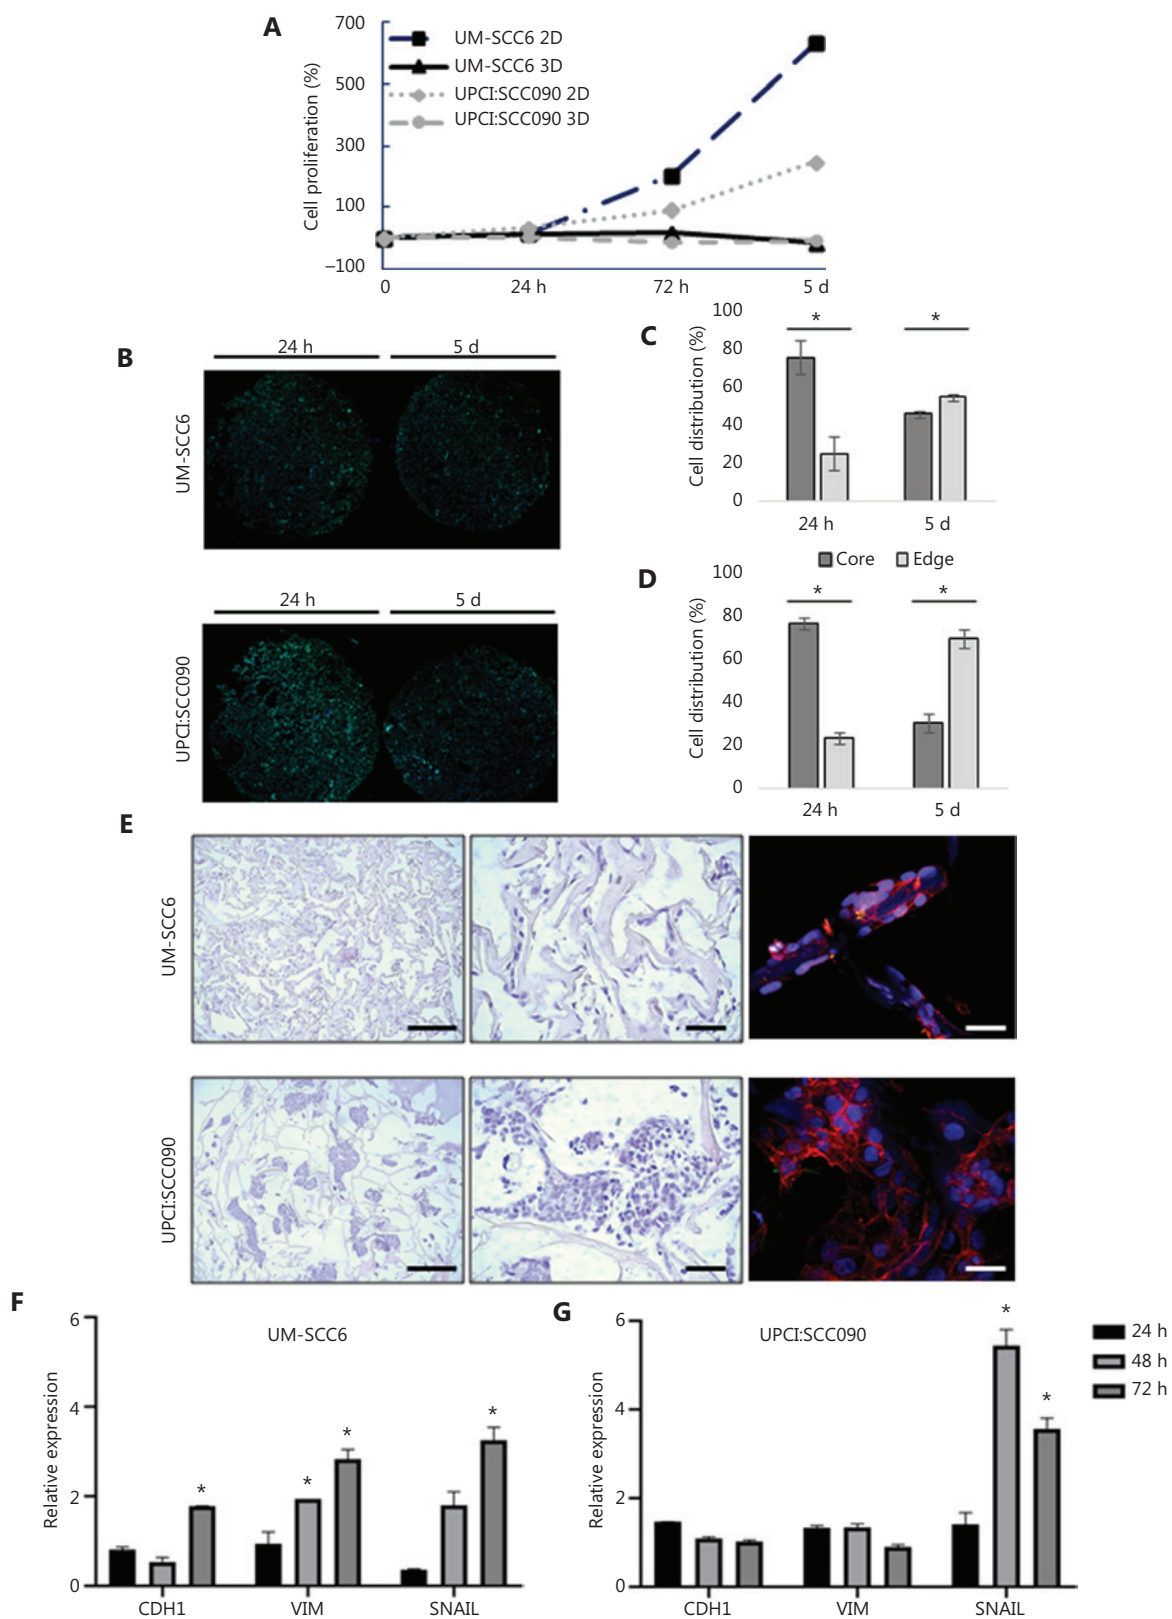 A
700
500
300
100
–100
Cell proliferation (%)
UM-SCC6 2D
UM-SCC6 3D
UPCI:SCC090 2D
UPCI:SCC090 3D
0 24 h 72 h 5 d
B
24 h 5 d
UM-SCC6
24 h 5 d
UPCI:SCC090
C
Cell distribution (%)
100
80
60
40
20
0
* *
24 h 5 d
Core Edge
D
Cell distribution (%)
100
80
60
40
20
0
* *
24 h 5 d
E
UM-SCC6
UPCI:SCC090
F
UM-SCC6
Relative expression
6
4
2
0
* * * *
CDH1 VIM SNAIL
G
UPCI:SCC090
Relative expression
6
4
2
0
* *
CDH1 VIM SNAIL
24 h
48 h
72 h